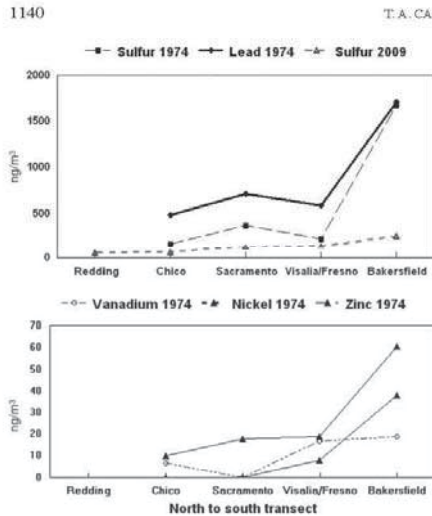 1140 T. A. CA
Sulfur 1974 Lead 1974 Sulfur 2009
2000
1500
1000
500
0
ng/m³
Redding Chico Sacramento Visalia/Fresno Bakersfield
Vanadium 1974 Nickel 1974 Zinc 1974
70
60
50
40
30
20
10
0
ng/m³
Redding Chico Sacramento Visalia/Fresno Bakersfield
North to south transect